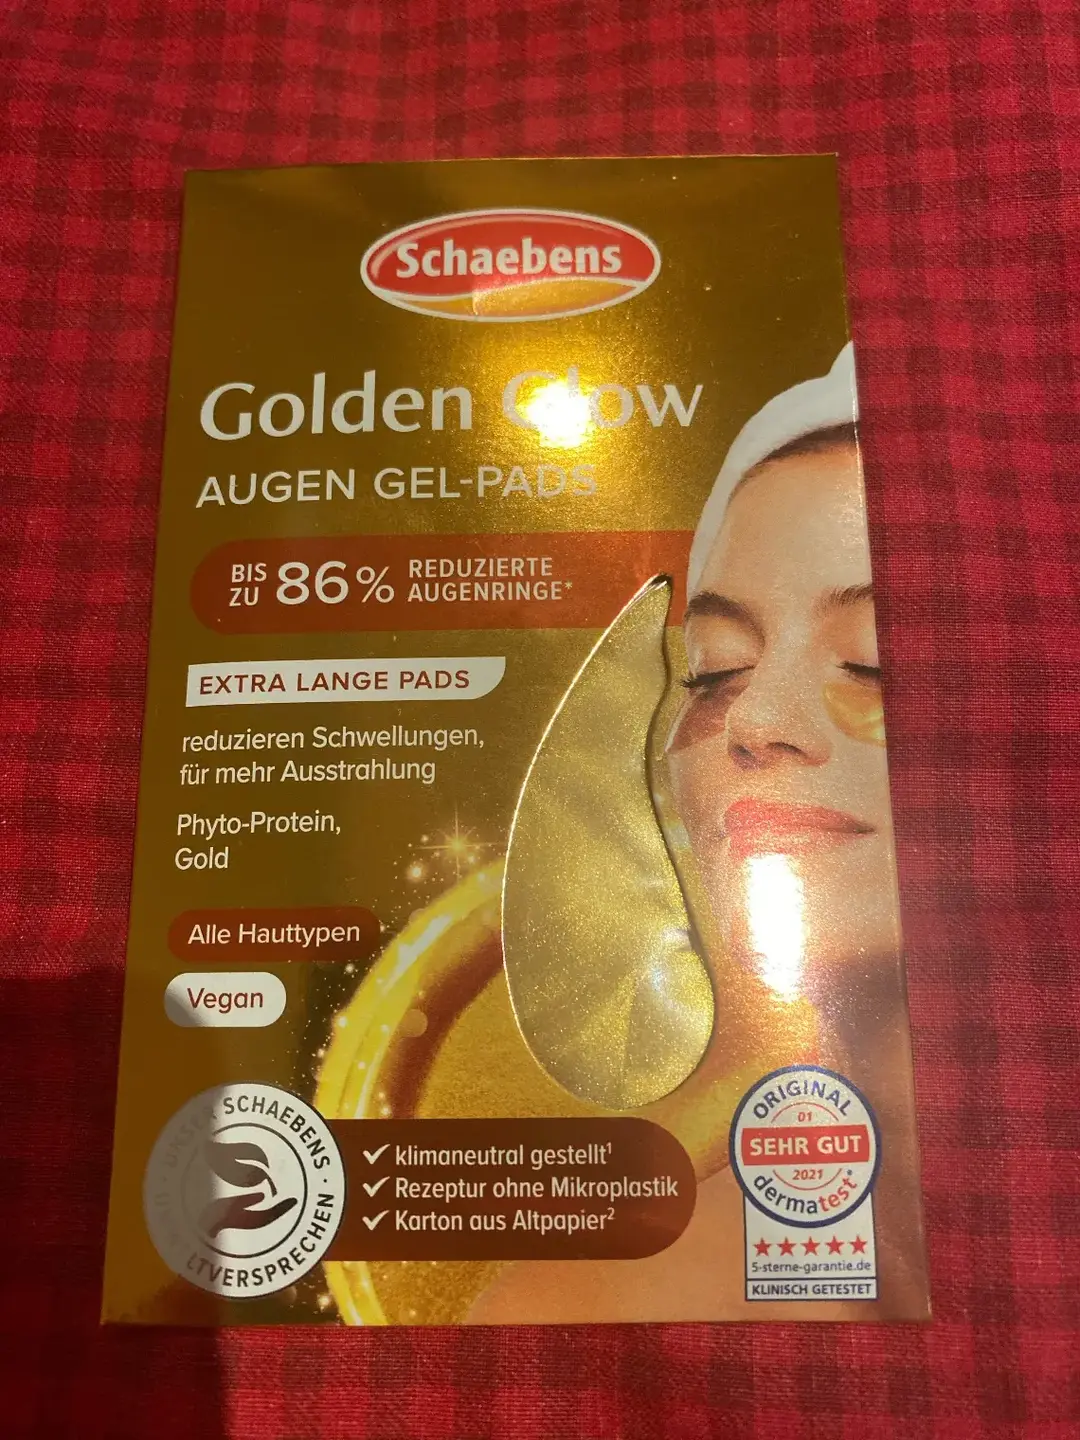 Schaebens
Golden Glow
AUGEN GEL-PADS
BIS ZU 86% REDUZIERTE
AUGENRINGE*
EXTRA LANGE PADS
reduzieren Schwellungen,
für mehr Ausstrahlung
Phyto-Protein,
Gold
Alle Hauttypen
Vegan
SCHAEBENS
LTVERSPRECHEN
klimaneutral gestellt¹
Rezeptur ohne Mikroplastik
Karton aus Altpapier²
ORIGINAL
01
SEHR GUT
2021
dermatest*
5-sterne-garantie.de
KLINISCH GETESTET